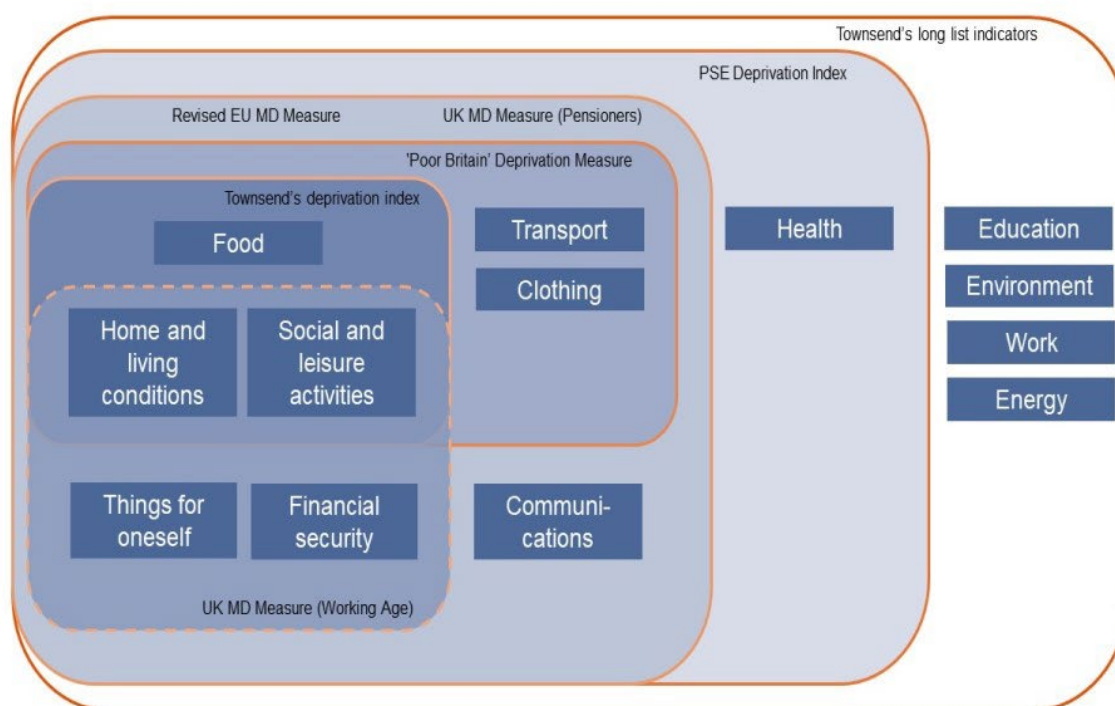 Townsend's long list indicators
PSE Deprivation Index
Revised EU MD Measure
UK MD Measure (Pensioners)
'Poor Britain' Deprivation Measure
Townsend's deprivation index
Food
Transport
Health
Education
Clothing
Environment
Home and
living
conditions
Social and
leisure
activities
Work
Energy
Things for
oneself
Financial
security
Communi-
cations
UK MD Measure (Working Age)